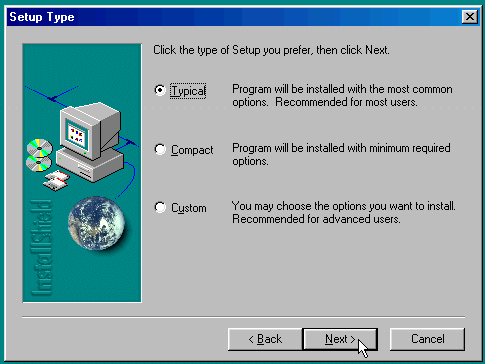 Setup Type
Click the type of Setup you prefer, then click Next.
Typical
Program will be installed with the most common
options. Recommended for most users.
Compact
Program will be installed with minimum required
options.
Custom
You may choose the options you want to install.
Recommended for advanced users.
InstallShield
< Back
Next >
Cancel